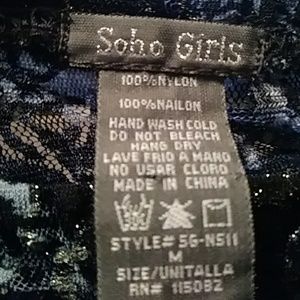 Soho Girls
100%NYLON
100%NAILON
HAND WASH COLD
DO NOT BLEACH
HANG DRY
LAVE FRIO A MANO
NO USAR CLORO
MADE IN CHINA
STYLE#SG-N511
M
SIZE/UNITALLA
RN# 115082